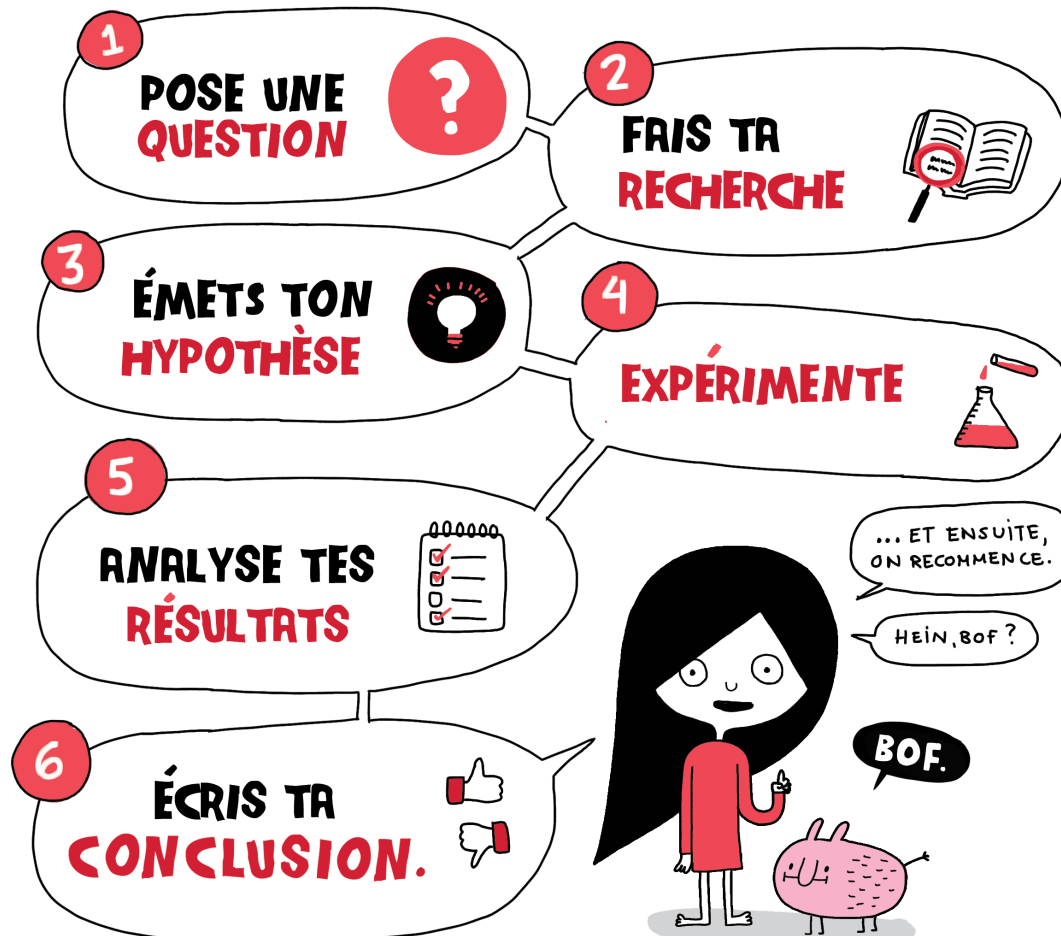 1
POSE UNE
QUESTION
?
2
FAIS TA
RECHERCHE
3
ÉMETS TON
HYPOTHÈSE
4
EXPÉRIMENTE
5
ANALYSE TES
RÉSULTATS
6
ÉCRIS TA
CONCLUSION.
... ET ENSUITE,
ON RECOMMENCE.
HEIN, BOF ?
BOF.